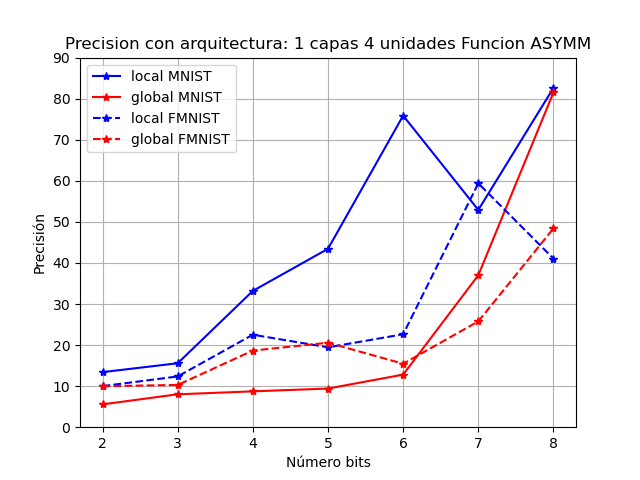 Precision con arquitectura: 1 capas 4 unidades Funcion ASYMM
90
80
70
60
50
40
30
20
10
0
Precisión
local MNIST
global MNIST
local FMNIST
global FMNIST
2 3 4 5 6 7 8
Número bits